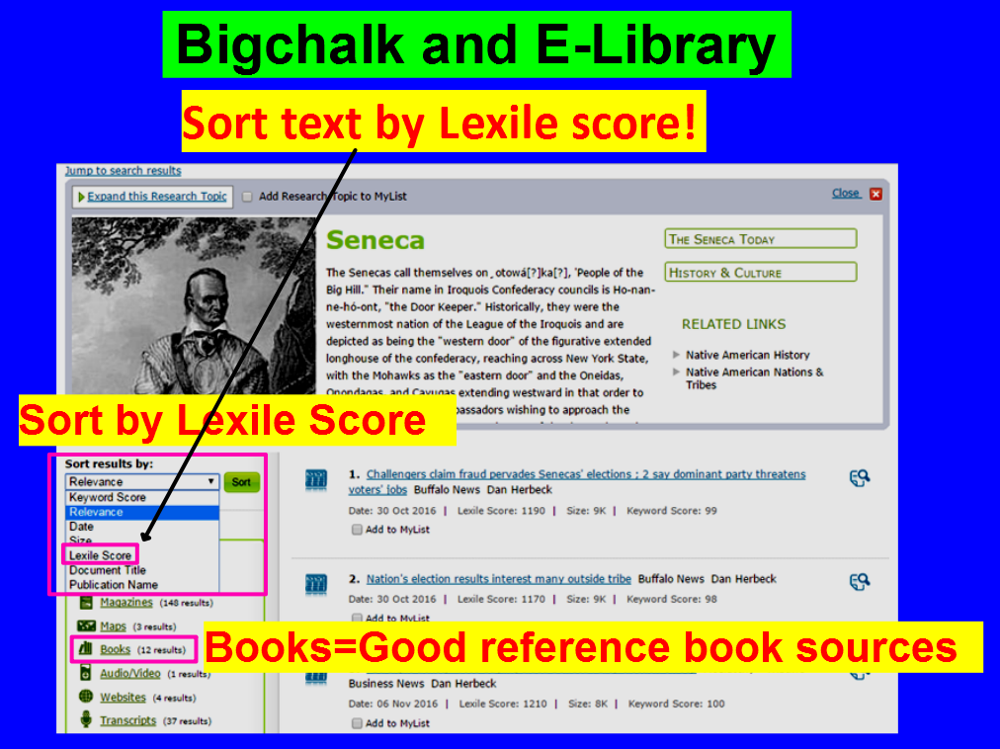 Bigchalk and E-Library
Sort text by Lexile score!
Jump to search results
Expand this Research Topic Add Research Topic to MyList Close
Seneca
The Senecas call themselves on¸otowá[?]ka[?], 'People of the
Big Hill." Their name in Iroquois Confederacy councils is Ho-nan-
ne-hó-ont, "the Door Keeper." Historically, they were the
westernmost nation of the League of the Iroquois and are
depicted as being the "western door" of the figurative extended
longhouse of the confederacy, reaching across New York State,
with the Mohawks as the "eastern door" and the Oneidas,
Onondagas, and Cayugas extending westward in that order to
bassadors wishing to approach the
THE SENECA TODAY
HISTORY & CULTURE
RELATED LINKS
Native American History
Native American Nations &
Tribes
Sort by Lexile Score
Sort results by:
Relevance Sort
Keyword Score
Relevance
Date
Size
Lexile Score
Document Title
Publication Name
Magazines (148 results)
Maps (3 results)
Books (12 results)
Audio/Video (1 results)
Websites (4 results)
Transcripts (37 results)
1. Challengers claim fraud pervades Senecas' elections ; 2 say dominant party threatens
voters' jobs Buffalo News Dan Herbeck
Date: 30 Oct 2016 | Lexile Score: 1190 | Size: 9K | Keyword Score: 99
Add to MyList
2. Nation's election results interest many outside tribe Buffalo News Dan Herbeck
Date: 30 Oct 2016 | Lexile Score: 1170 | Size: 9K | Keyword Score: 98
Add to MyList
Books=Good reference book sources
Business News Dan Herbeck
Date: 06 Nov 2016 | Lexile Score: 1210 | Size: 8K | Keyword Score: 100
Add to MyList